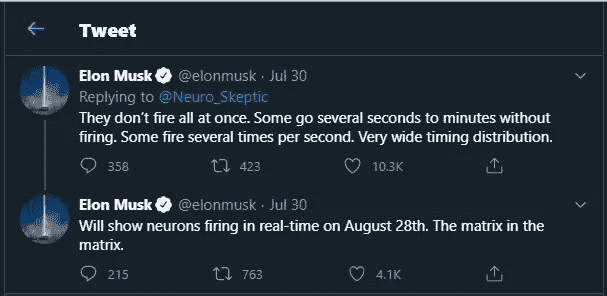 Tweet
Elon Musk @elonmusk · Jul 30
Replying to @Neuro_Skeptic
They don't fire all at once. Some go several seconds to minutes without
firing. Some fire several times per second. Very wide timing distribution.
358 423 10.3K
Elon Musk @elonmusk · Jul 30
Will show neurons firing in real-time on August 28th. The matrix in the
matrix.
215 763 4.1K